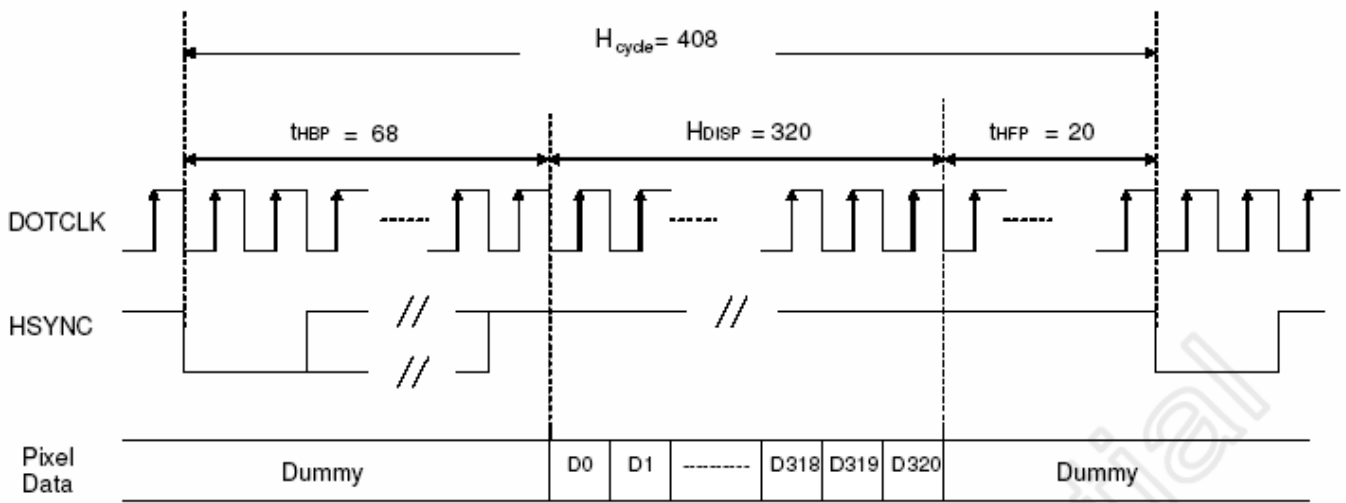 Hcycle= 408
tHBP = 68
HDISP = 320
tHFP = 20
DOTCLK
HSYNC
Pixel Data
Dummy
D0
D1
D318
D319
D320
Dummy